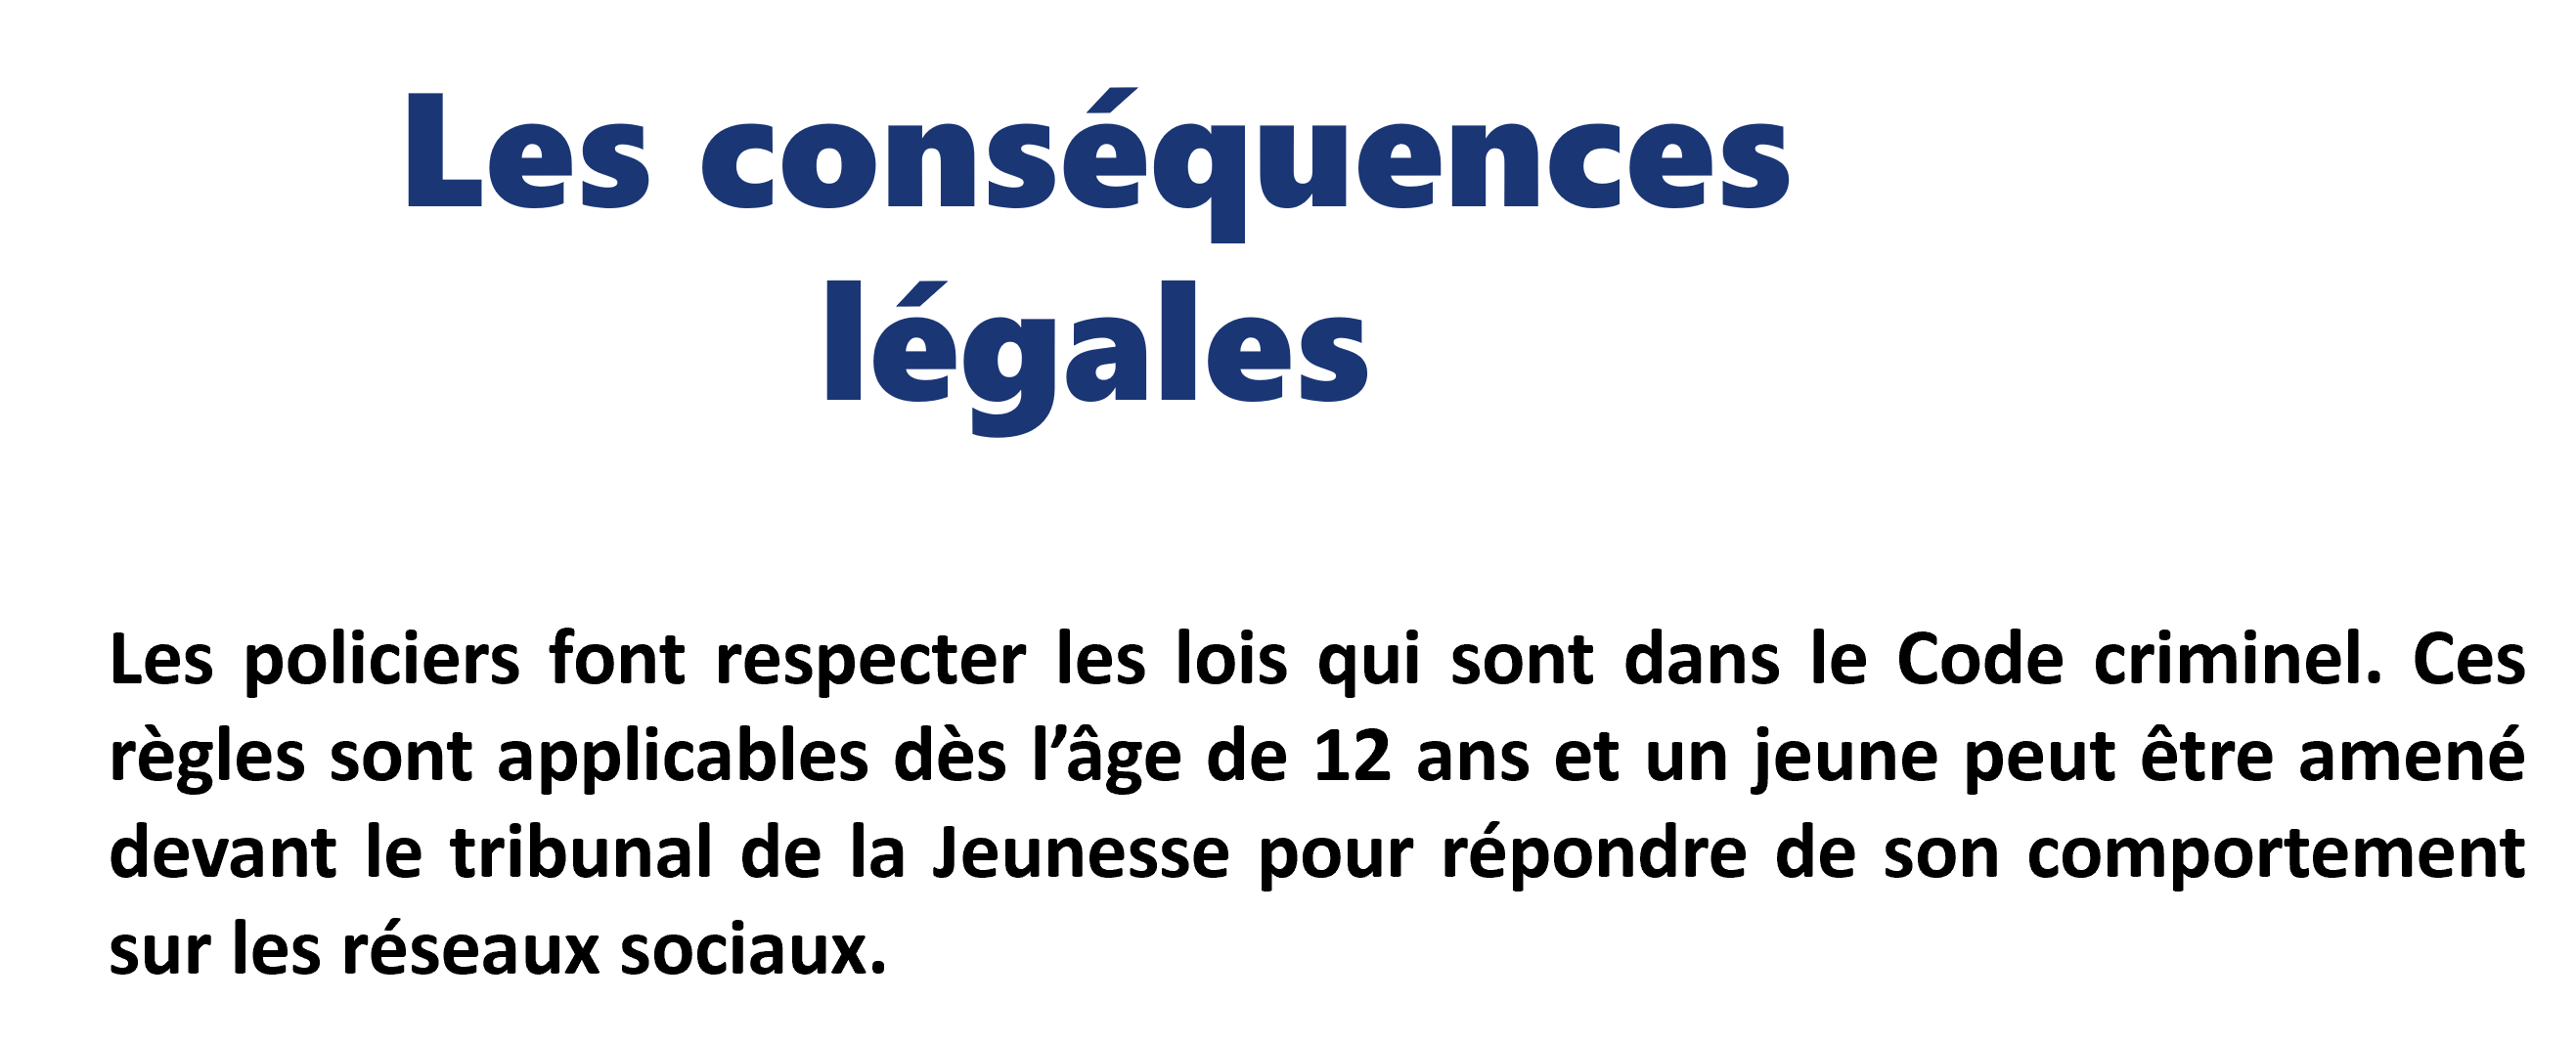 Les conséquences
légales
Les policiers font respecter les lois qui sont dans le Code criminel. Ces
règles sont applicables dès l’âge de 12 ans et un jeune peut être amené
devant le tribunal de la Jeunesse pour répondre de son comportement
sur les réseaux sociaux.